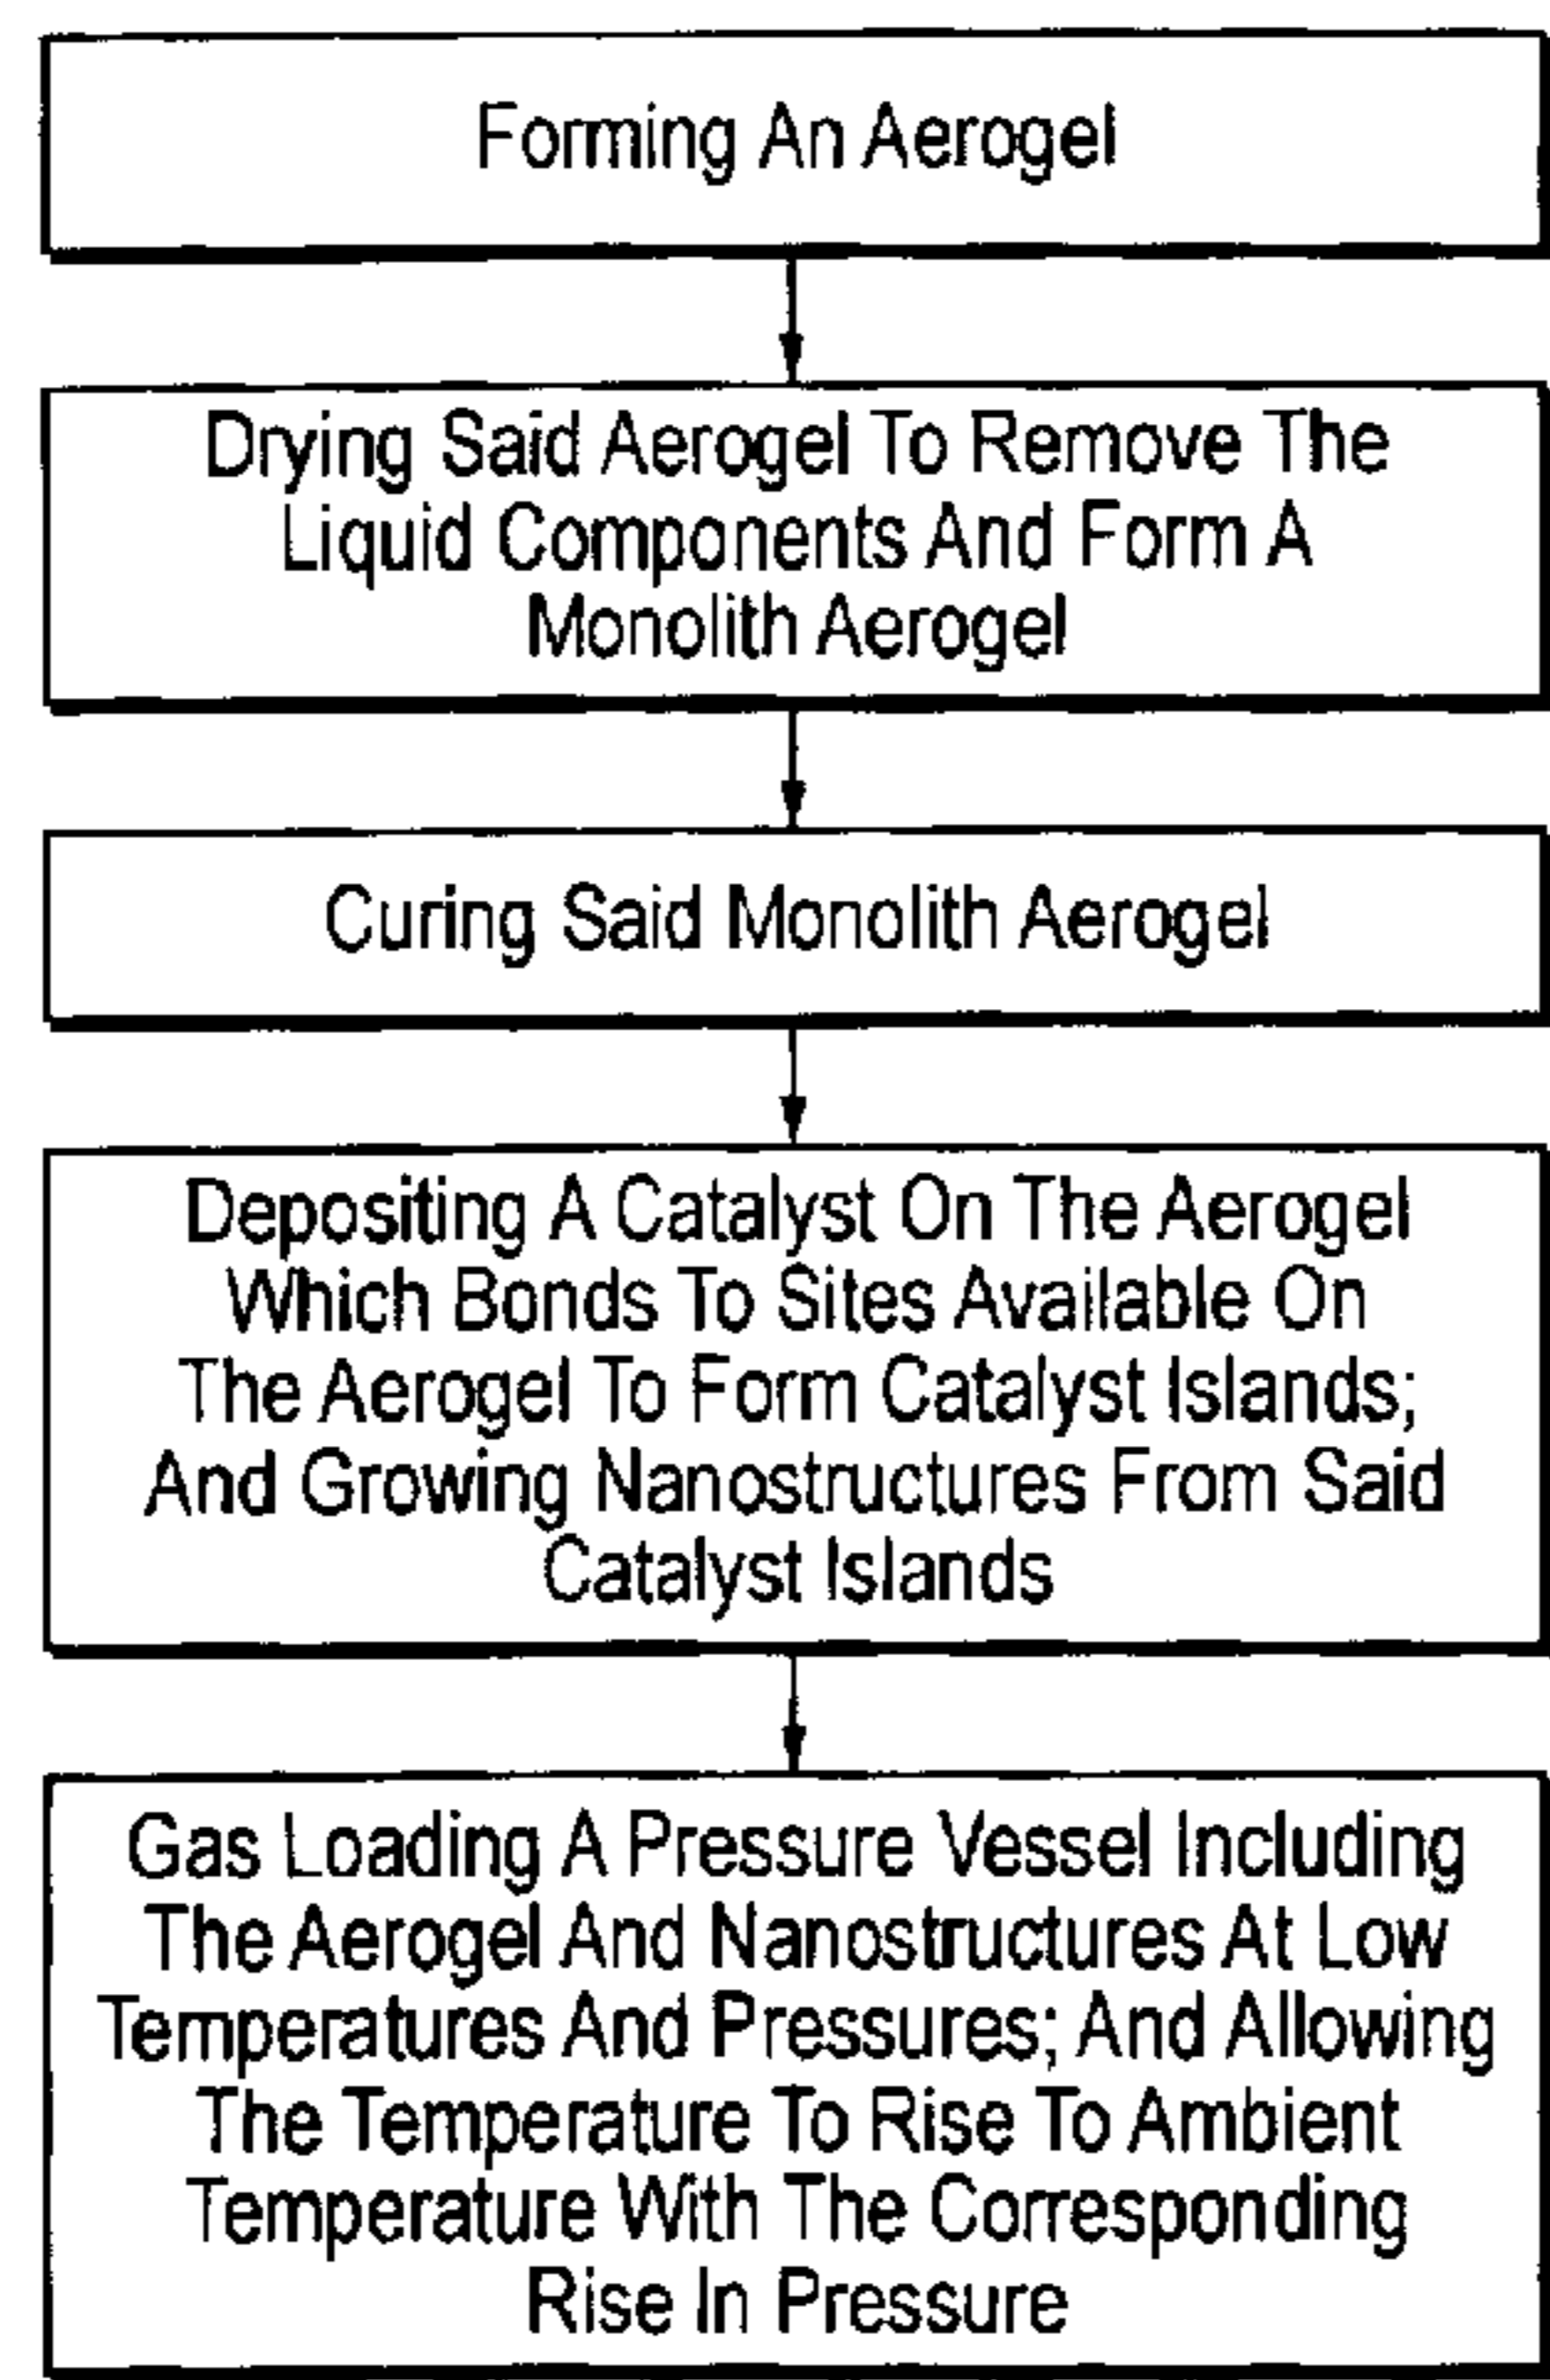 Forming An Aerogel
Drying Said Aerogel To Remove The
Liquid Components And Form A
Monolith Aerogel
Curing Said Monolith Aerogel
Depositing A Catalyst On The Aerogel
Which Bonds To Sites Available On
The Aerogel To Form Catalyst Islands;
And Growing Nanostructures From Said
Catalyst Islands
Gas Loading A Pressure Vessel Including
The Aerogel And Nanostructures At Low
Temperatures And Pressures; And Allowing
The Temperature To Rise To Ambient
Temperature With The Corresponding
Rise In Pressure